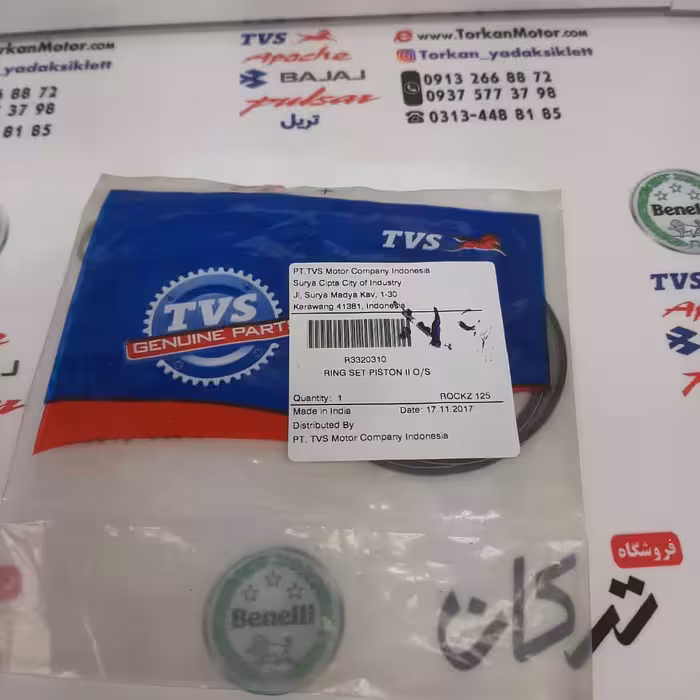 rkanMotor.COM
_yadaksiklett
6 88 72
37 98
81 85
TVS
Apache
BAJAJ
pulsar
تریل
www.TorkanMotor.COM
Torkan_yadaksiklett
0913 266 88 72
0937 577 37 98
0313-448 81 85
Benelli
TVS
TVS
TVS
GENUINE PART
PT.TVS Motor Company Indonesia
Surya Cipta City of Industry
Jl, Surya Madya Kav, 1-30
Karawang 41381, Indonesia
R3320310
RING SET PISTON II O/S
Quantity: 1 ROCKZ 125
Made in India Date: 17.11.2017
Distributed By
PT. TVS Motor Company Indonesia
Benelli
فروشگاه
ترکان